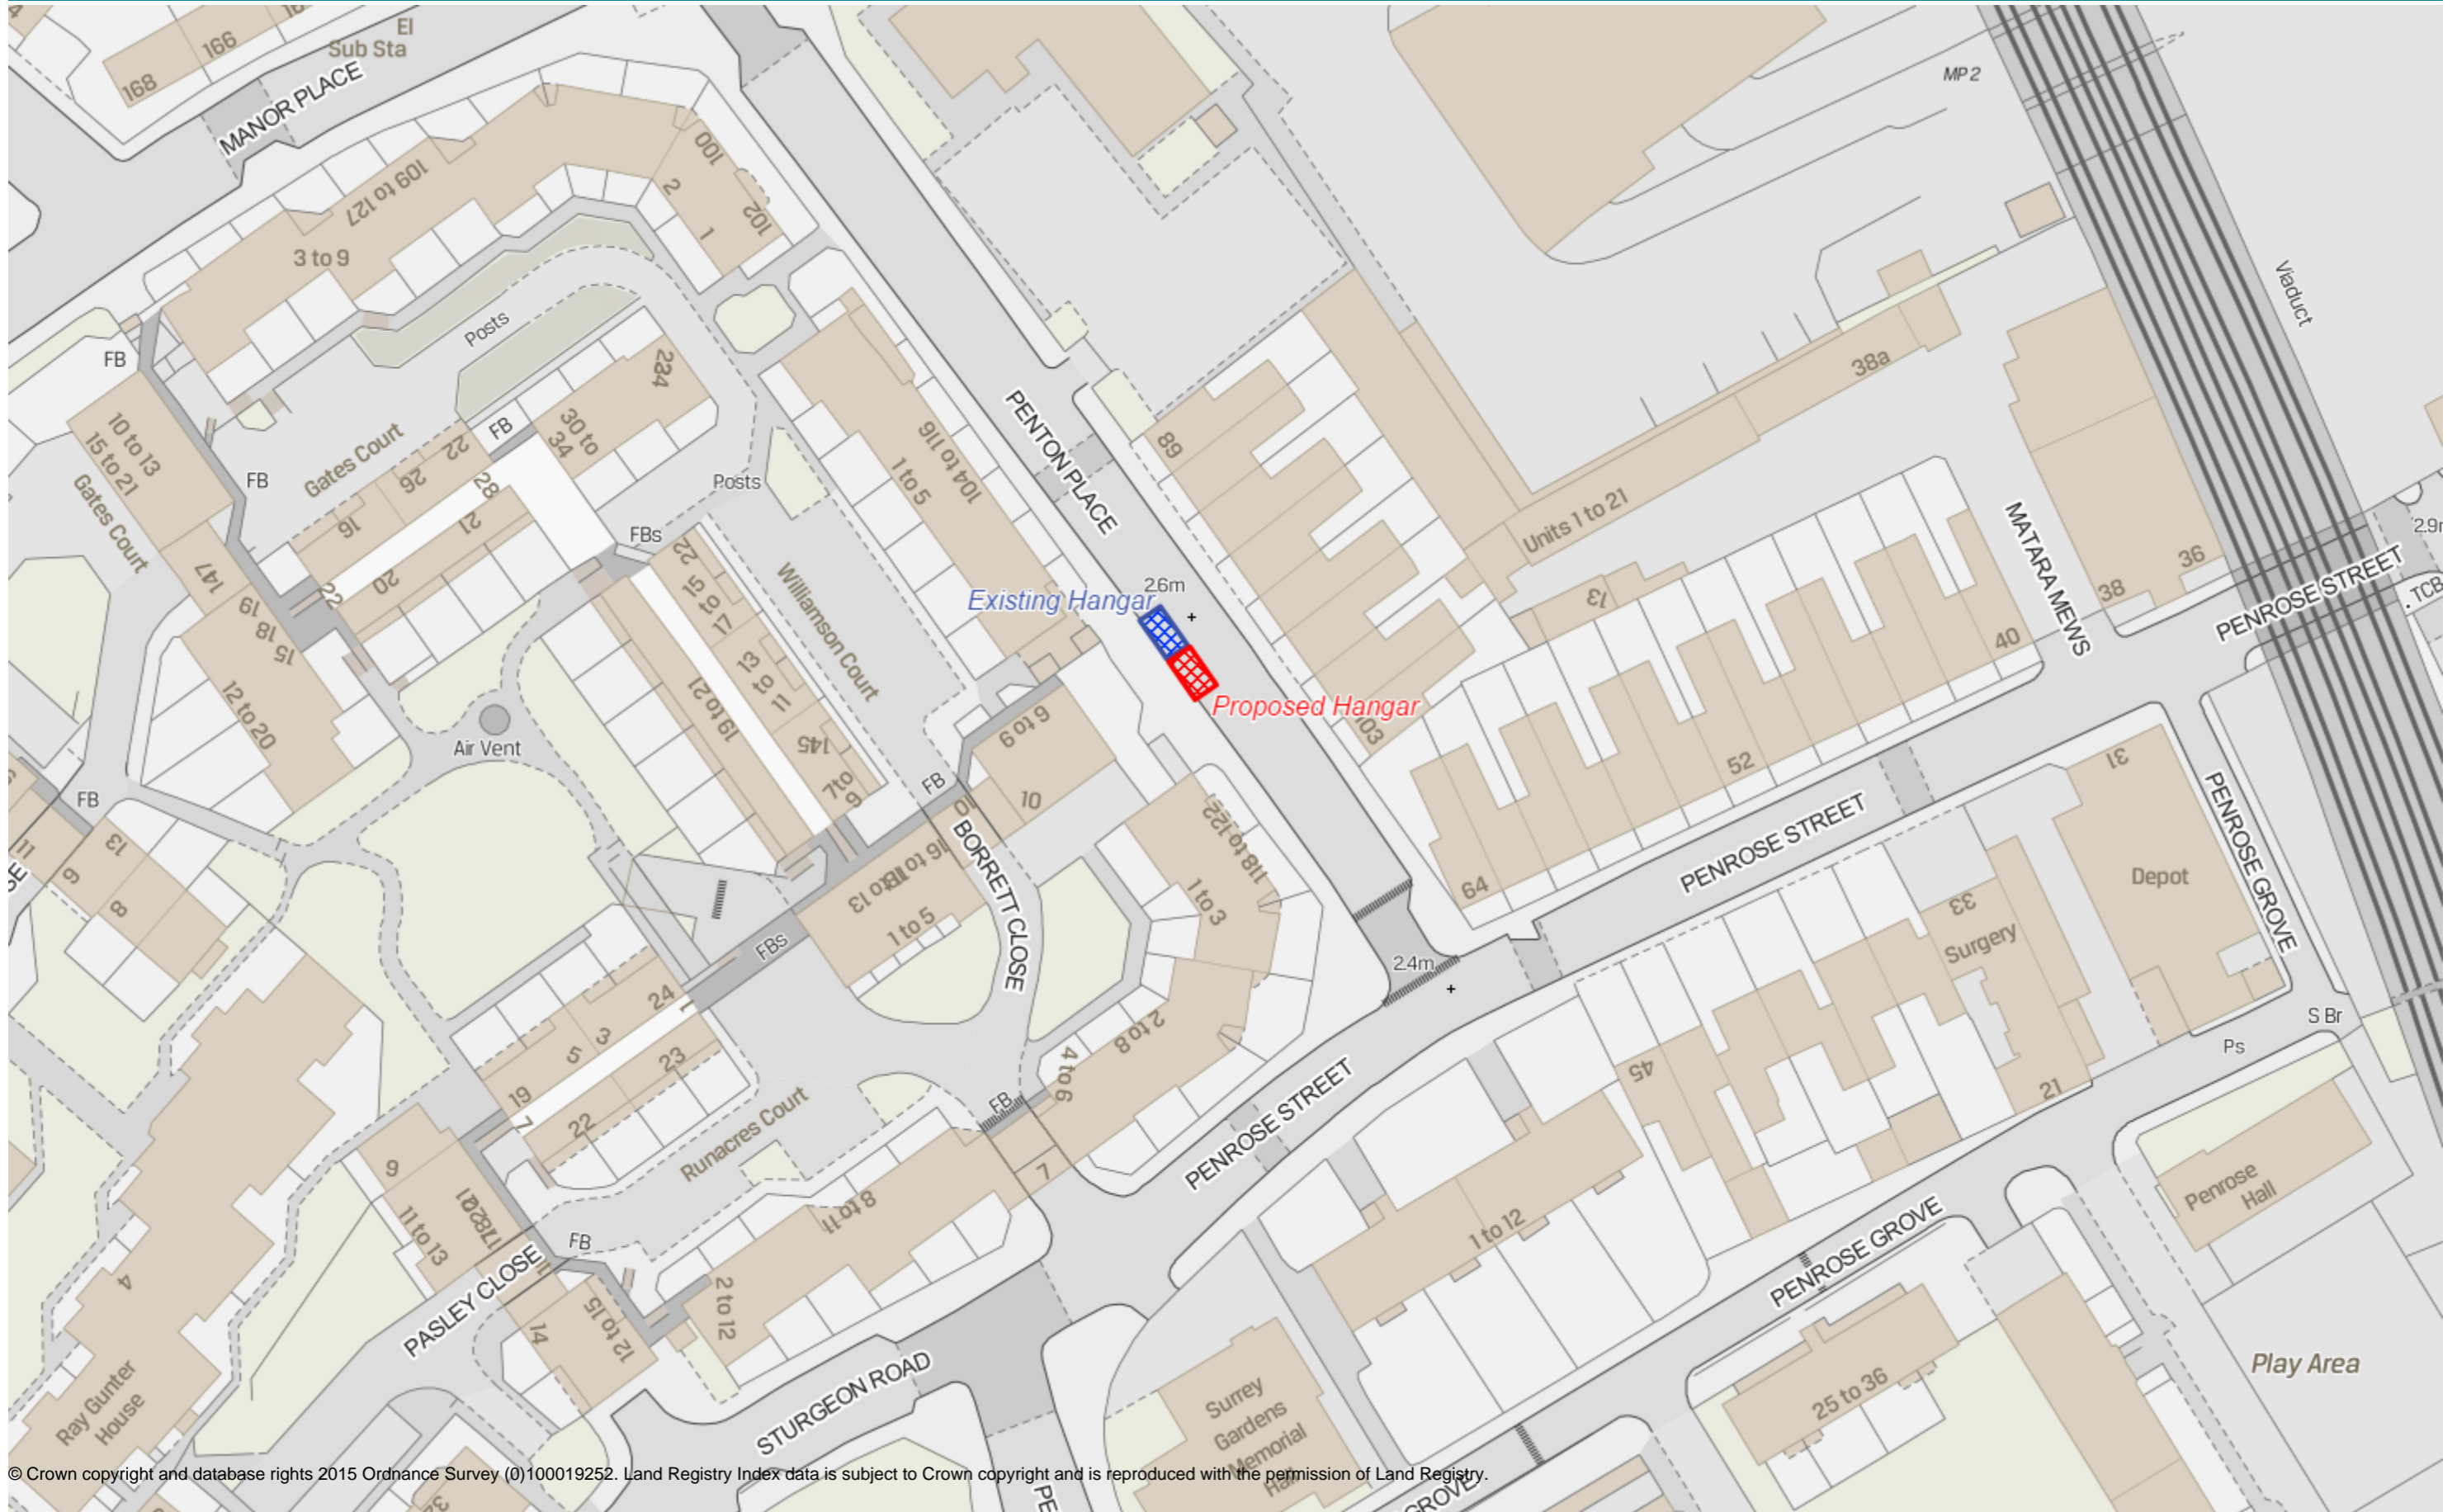 El
Sub Sta
166
168
MANOR PLACE
MP 2
109 to 127
100
102
2
1
3 to 9
Posts
FB
Viaduct
224
38a
10 to 13
15 to 21
Gates Court
FB
Gates Court
22
26
28
16
21
FB
30 to
34
1 to 5
104 to 116
PENTON PLACE
89
Posts
Units 1 to 21
MATARA MEWS
36
38
PENROSE STREET
TCB
FBs
22
15 to
17
13
to
11
Williamson Court
2.6m
Existing Hangar
Proposed Hangar
13
40
147
19
18
15
22
20
12 to 20
19 to 21
145
7 to
9
6 to 9
10
103
52
31
Air Vent
FB
FB
10
BORRETT CLOSE
118 to 122
1 to 3
64
PENROSE STREET
PENROSE GROVE
Depot
33
Surgery
11
13
9
8
1 to 5
FBs
2.4m
24
1
3
5
23
19
7
22
2 to 8
4 to 6
FB
45
S Br
Ps
21
Runacres Court
PENROSE STREET
7
9
11 to 13
FB
8 to 11
1 to 12
Penrose
Hall
PENROSE GROVE
4
PASLEY CLOSE
14
12 to 15
2 to 12
Ray Gunter
House
STURGEON ROAD
Surrey
Gardens
Memorial
Hall
25 to 36
Play Area
GROVE
© Crown copyright and database rights 2015 Ordnance Survey (0)100019252. Land Registry Index data is subject to Crown copyright and is reproduced with the permission of Land Registry.